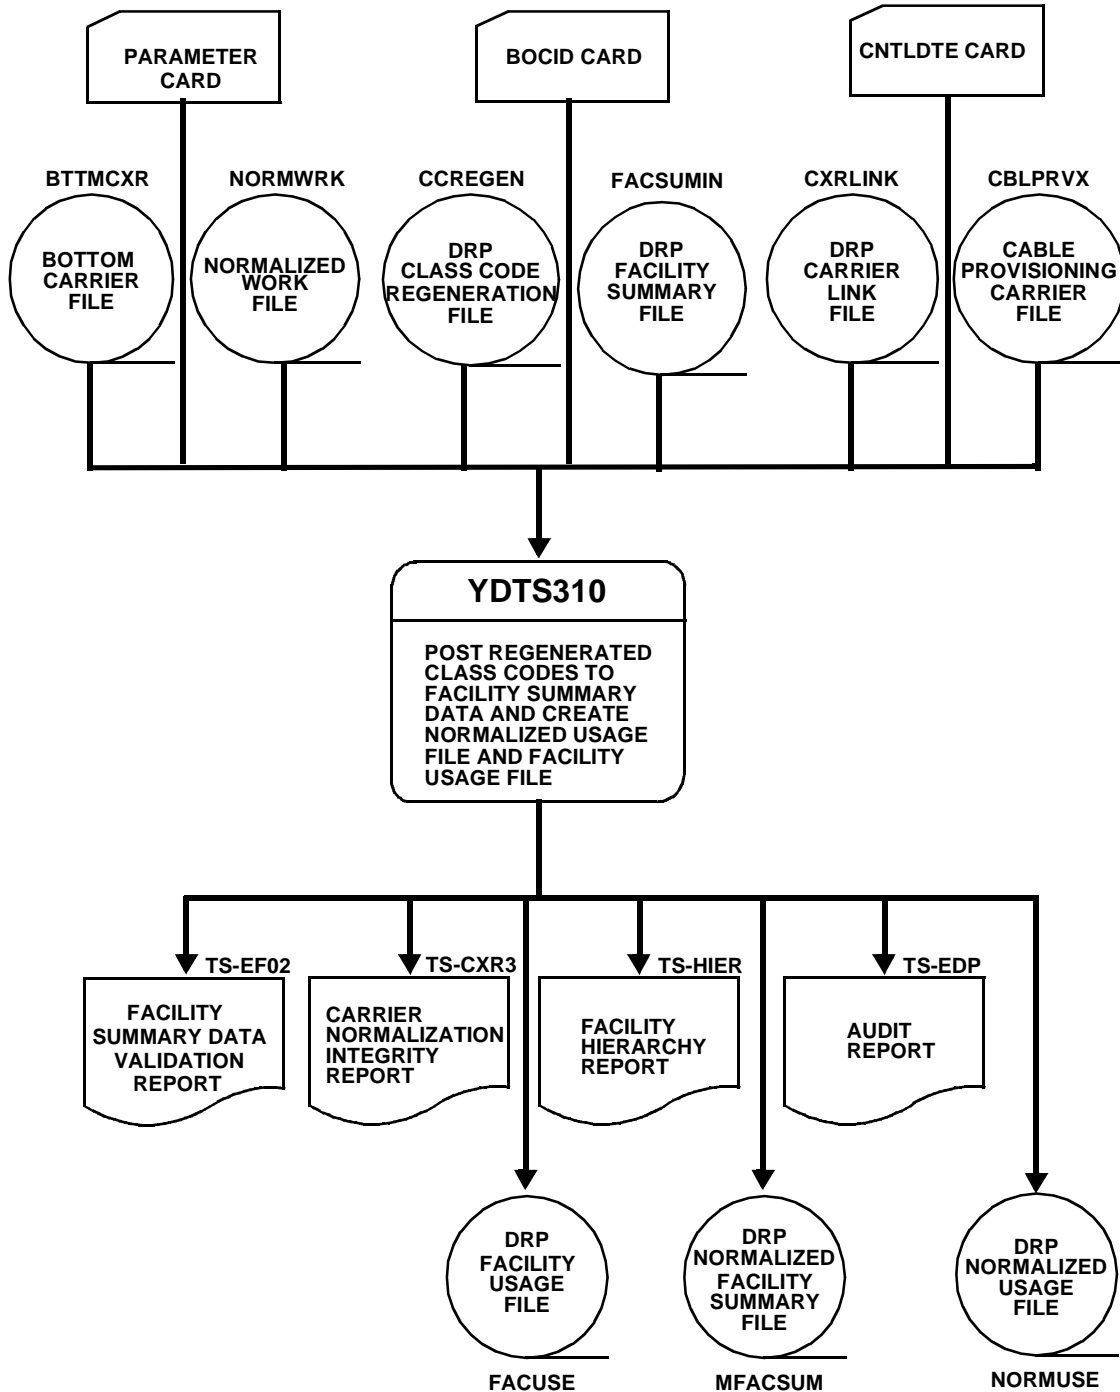 PARAMETER
CARD
BOCID CARD
CNTLDTE CARD
BTTMCXR
NORMWRK
CCREGEN
FACSUMIN
CXRLINK
CBLPRVX
BOTTOM
CARRIER
FILE
NORMALIZED
WORK
FILE
DRP
CLASS CODE
REGENERATION
FILE
DRP
FACILITY
SUMMARY
FILE
DRP
CARRIER
LINK
FILE
CABLE
PROVISIONING
CARRIER
FILE
YDTS310
POST REGENERATED
CLASS CODES TO
FACILITY SUMMARY
DATA AND CREATE
NORMALIZED USAGE
FILE AND FACILITY
USAGE FILE
TS-EF02
TS-CXR3
TS-HIER
TS-EDP
FACILITY
SUMMARY DATA
VALIDATION
REPORT
CARRIER
NORMALIZATION
INTEGRITY
REPORT
FACILITY
HIERARCHY
REPORT
AUDIT
REPORT
DRP
FACILITY
USAGE
FILE
DRP
NORMALIZED
FACILITY
SUMMARY
FILE
DRP
NORMALIZED
USAGE
FILE
FACUSE
MFACSUM
NORMUSE